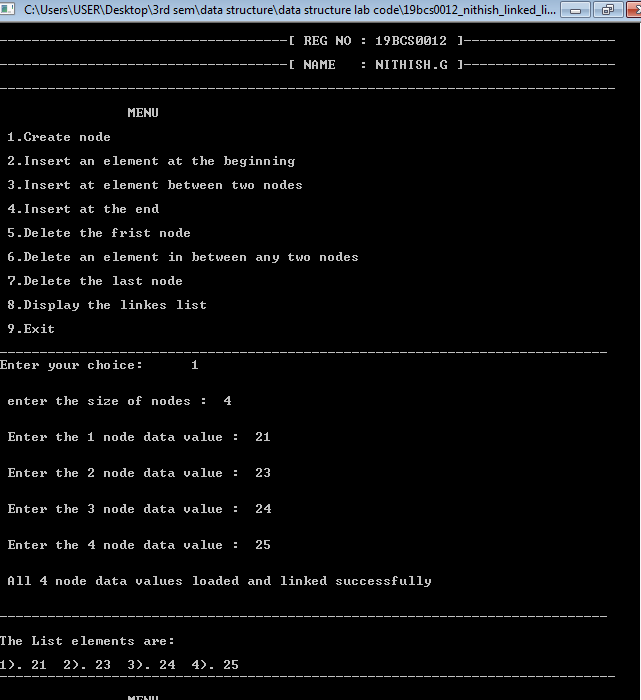 C:\Users\USER\Desktop\3rd sem\data structure\data structure lab code\19bcs0012_nithish_linked_li...
------------------------------------[ REG NO : 19BCS0012 ]-------------------
------------------------------------[ NAME   : NITHISH.G ]-------------------
-----------------------------------------------------------------------------
MENU
1.Create node
2.Insert an element at the beginning
3.Insert at element between two nodes
4.Insert at the end
5.Delete the frist node
6.Delete an element in between any two nodes
7.Delete the last node
8.Display the linkes list
9.Exit
____________________________________________________________________________
Enter your choice:      1
enter the size of nodes :  4
Enter the 1 node data value :  21
Enter the 2 node data value :  23
Enter the 3 node data value :  24
Enter the 4 node data value :  25
All 4 node data values loaded and linked successfully
----------------------------------------------------------------------------
The List elements are:
1). 21  2). 23  3). 24  4). 25
-----------------------------------------------------------------------------
MENU